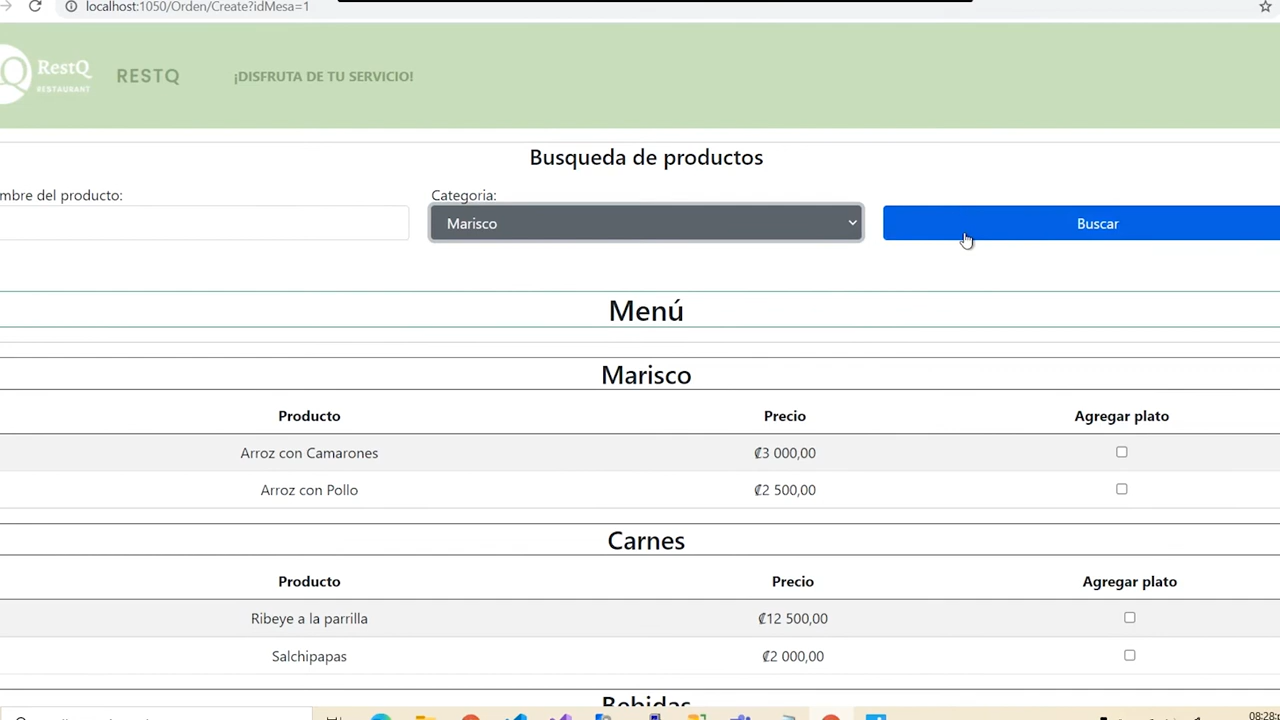 localhost:1050/Orden/Create?idMesa=1
RestQ
RESTAURANT
RESTQ
¡DISFRUTA DE TU SERVICIO!
Busqueda de productos
mbre del producto:
Categoria:
Marisco
Buscar
Menú
Marisco
Producto Precio Agregar plato
Arroz con Camarones ₡3 000,00
Arroz con Pollo ₡2 500,00
Carnes
Producto Precio Agregar plato
Ribeye a la parrilla ₡12 500,00
Salchipapas ₡2 000,00
Bebidas
08:28